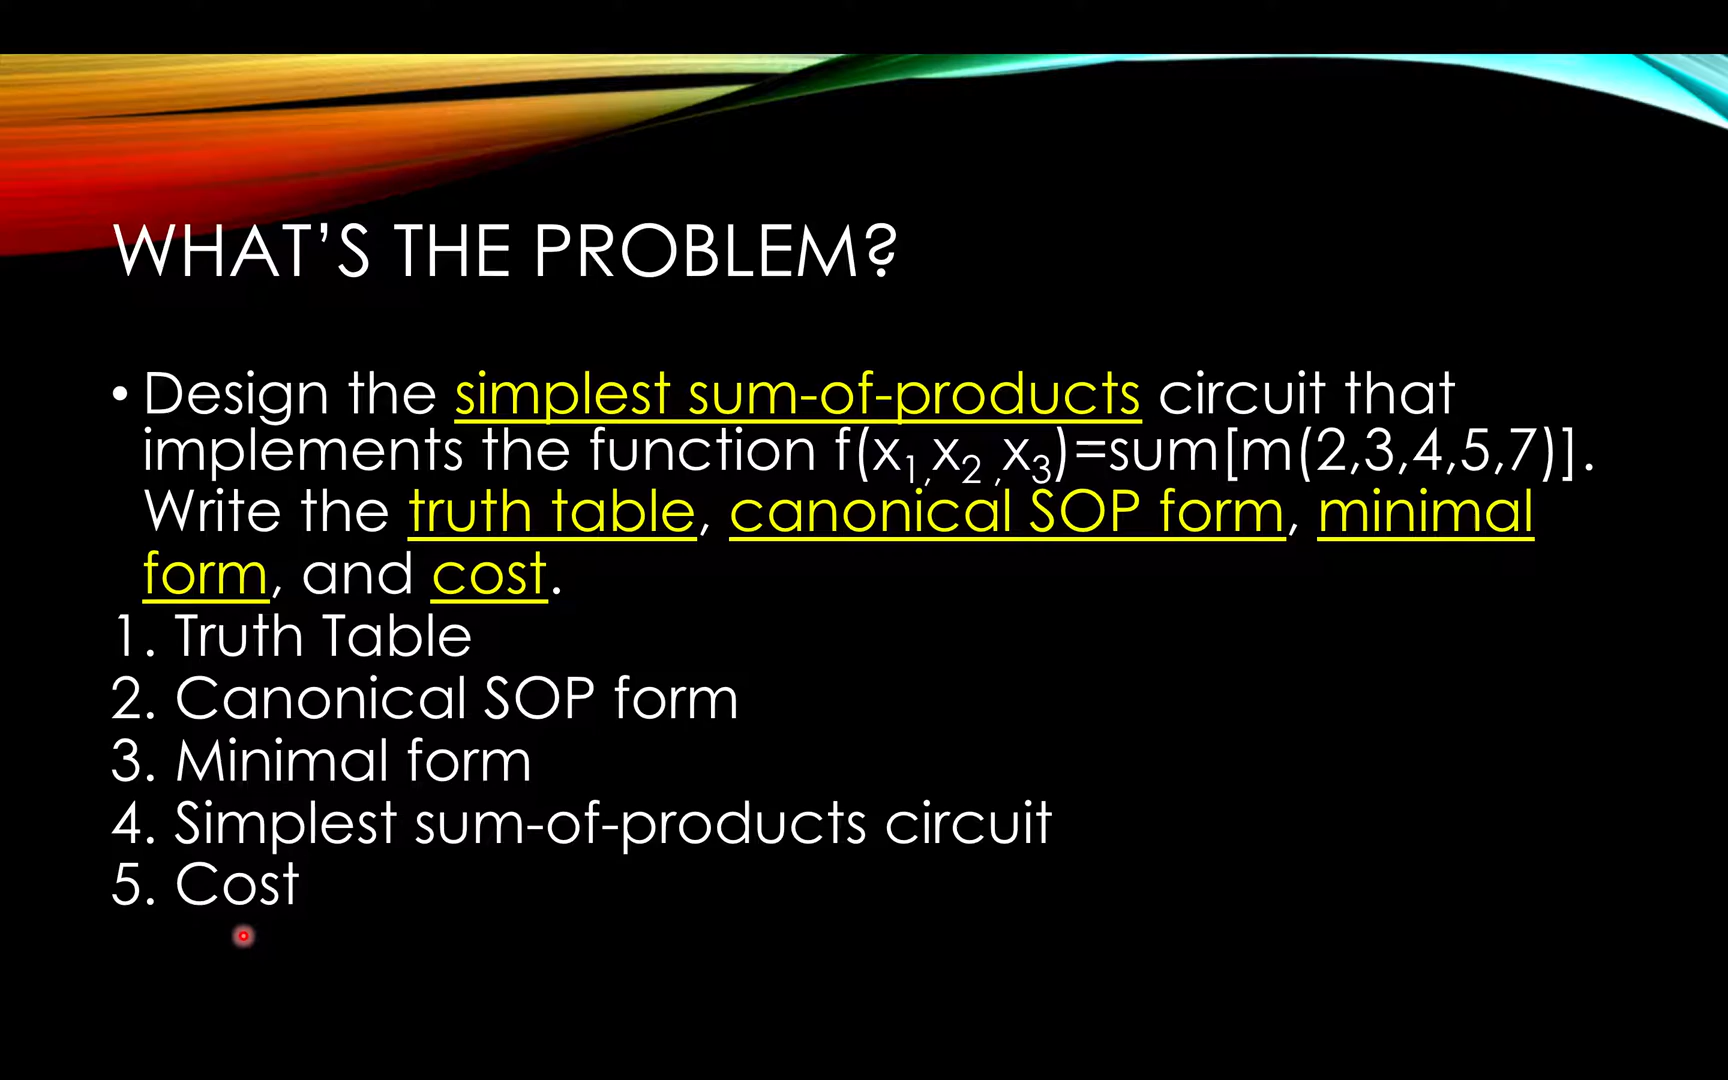 WHAT’S THE PROBLEM?
• Design the simplest sum-of-products circuit that
implements the function f(x₁,x₂,x₃)=sum[m(2,3,4,5,7)].
Write the truth table, canonical SOP form, minimal
form, and cost.
1. Truth Table
2. Canonical SOP form
3. Minimal form
4. Simplest sum-of-products circuit
5. Cost